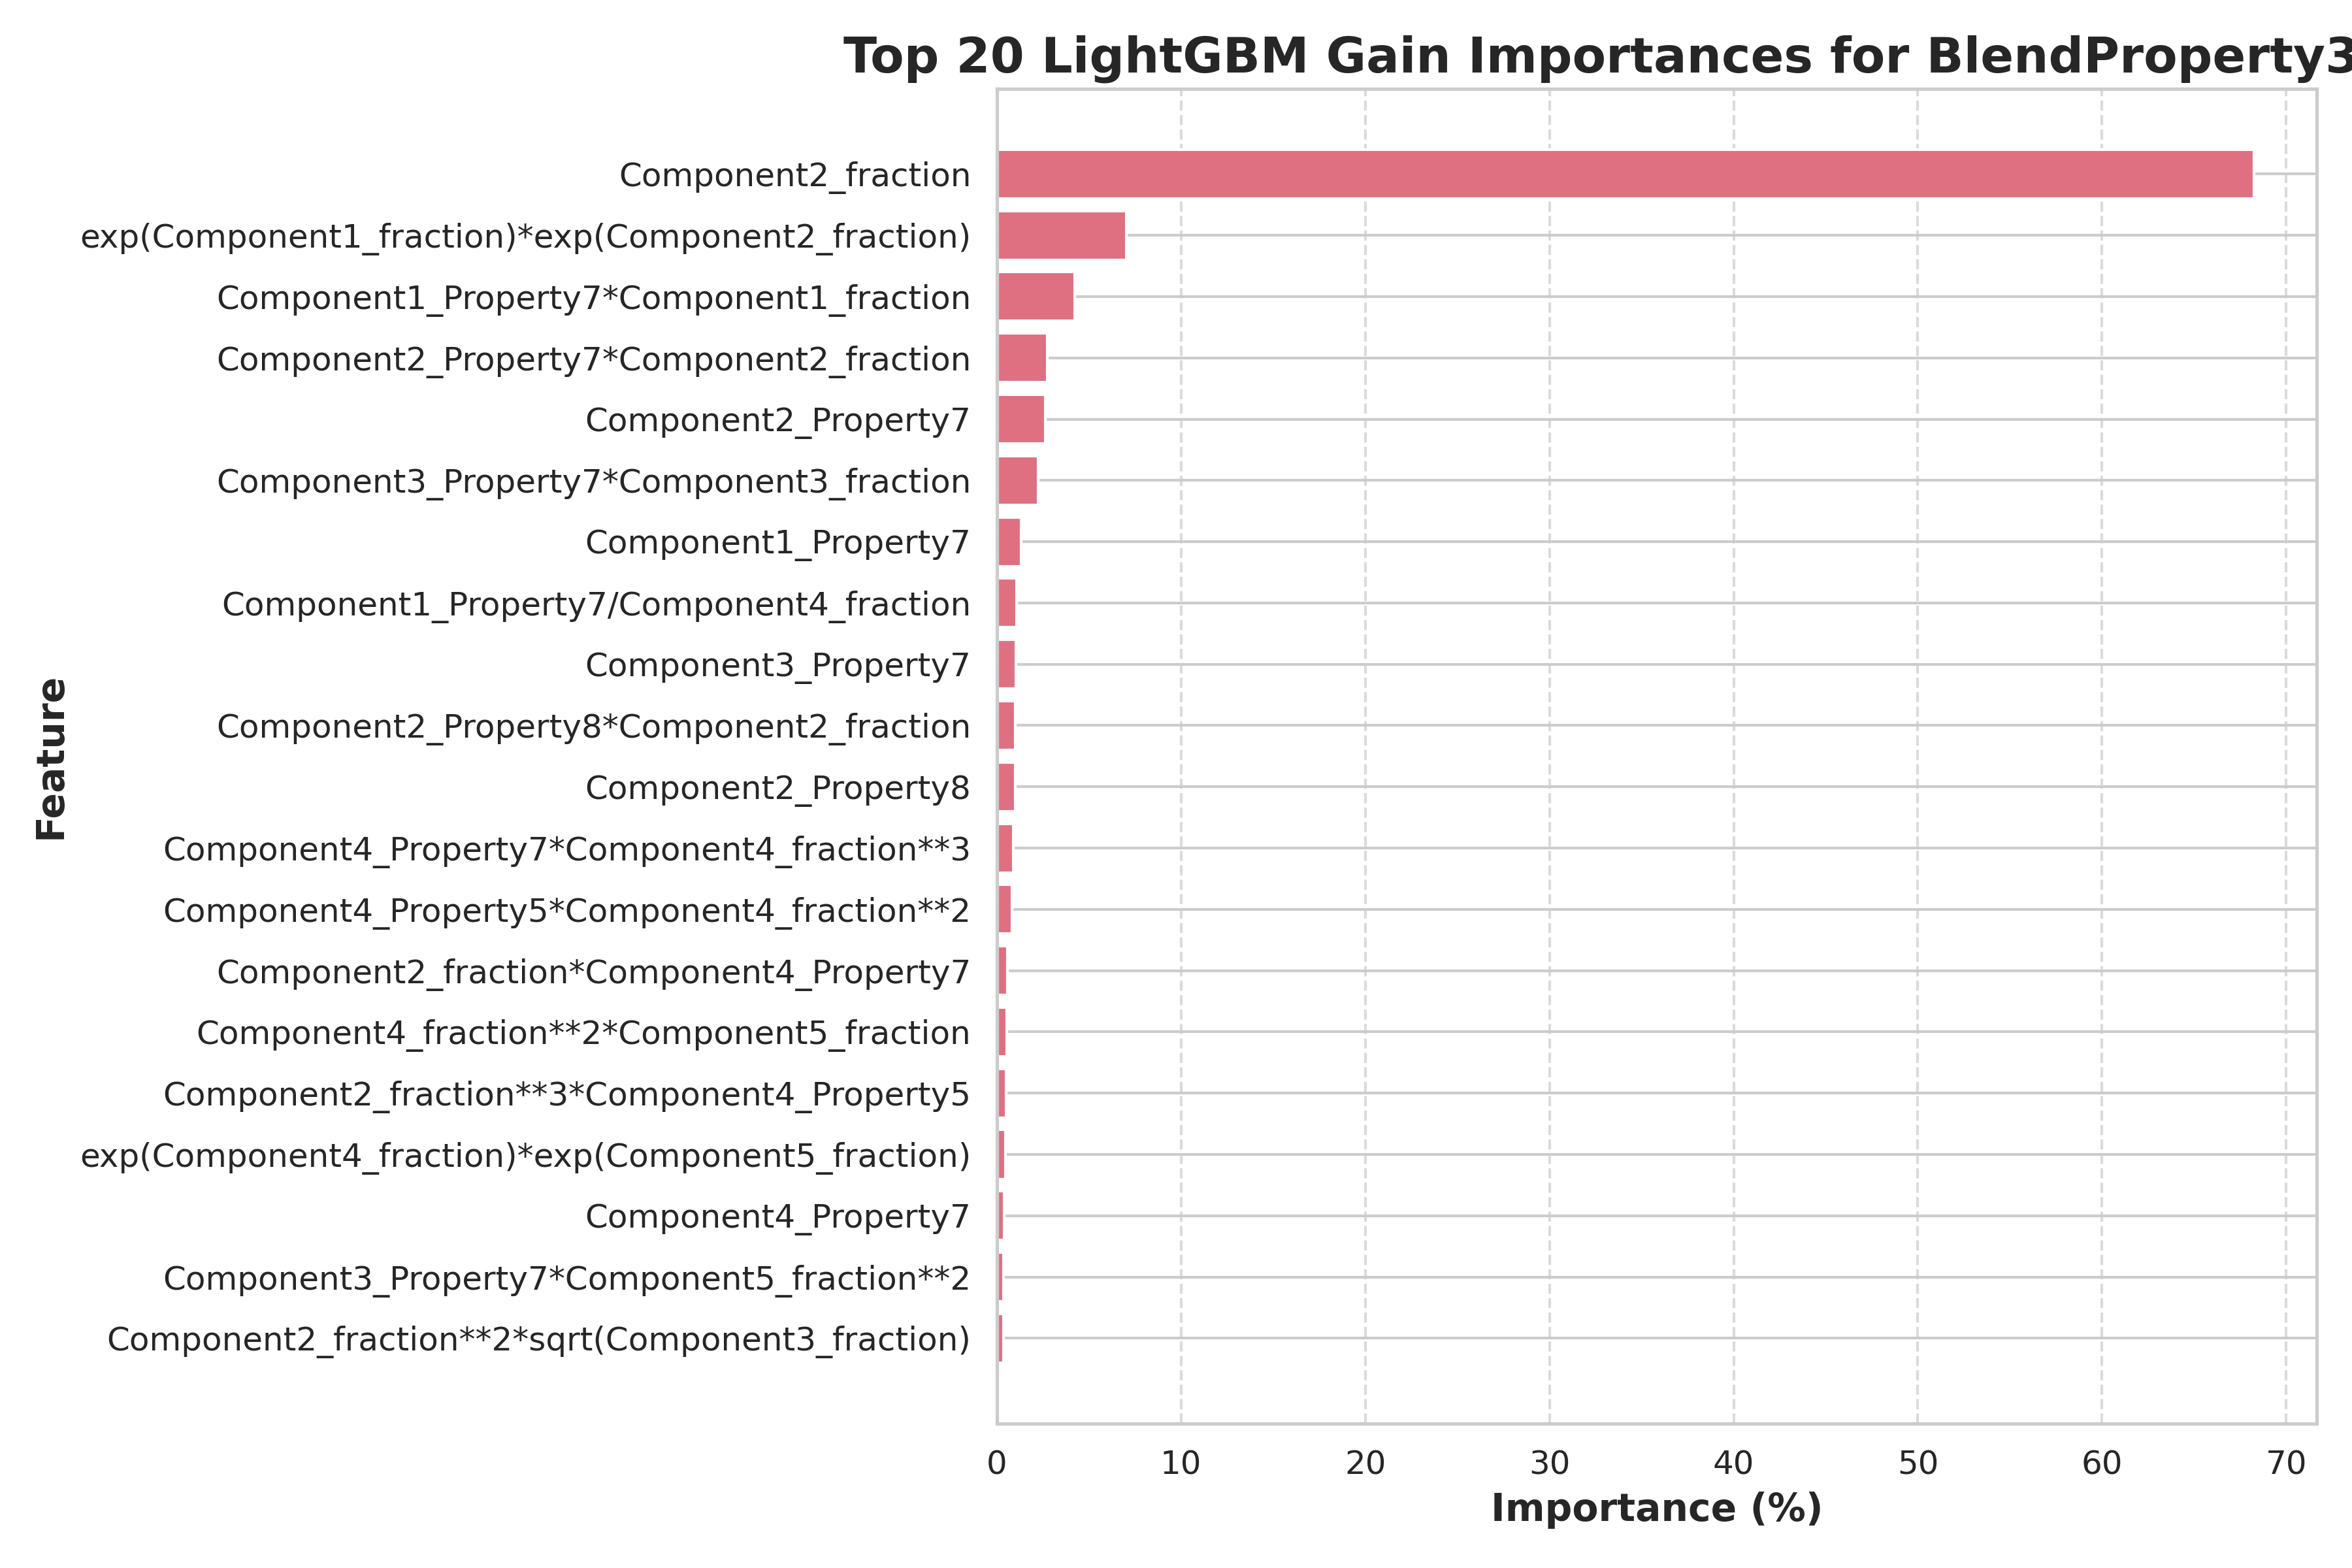 Top 20 LightGBM Gain Importances for BlendProperty3
Feature
Component2_fraction
exp(Component1_fraction)*exp(Component2_fraction)
Component1_Property7*Component1_fraction
Component2_Property7*Component2_fraction
Component2_Property7
Component3_Property7*Component3_fraction
Component1_Property7
Component1_Property7/Component4_fraction
Component3_Property7
Component2_Property8*Component2_fraction
Component2_Property8
Component4_Property7*Component4_fraction**3
Component4_Property5*Component4_fraction**2
Component2_fraction*Component4_Property7
Component4_fraction**2*Component5_fraction
Component2_fraction**3*Component4_Property5
exp(Component4_fraction)*exp(Component5_fraction)
Component4_Property7
Component3_Property7*Component5_fraction**2
Component2_fraction**2*sqrt(Component3_fraction)
0 10 20 30 40 50 60 70
Importance (%)